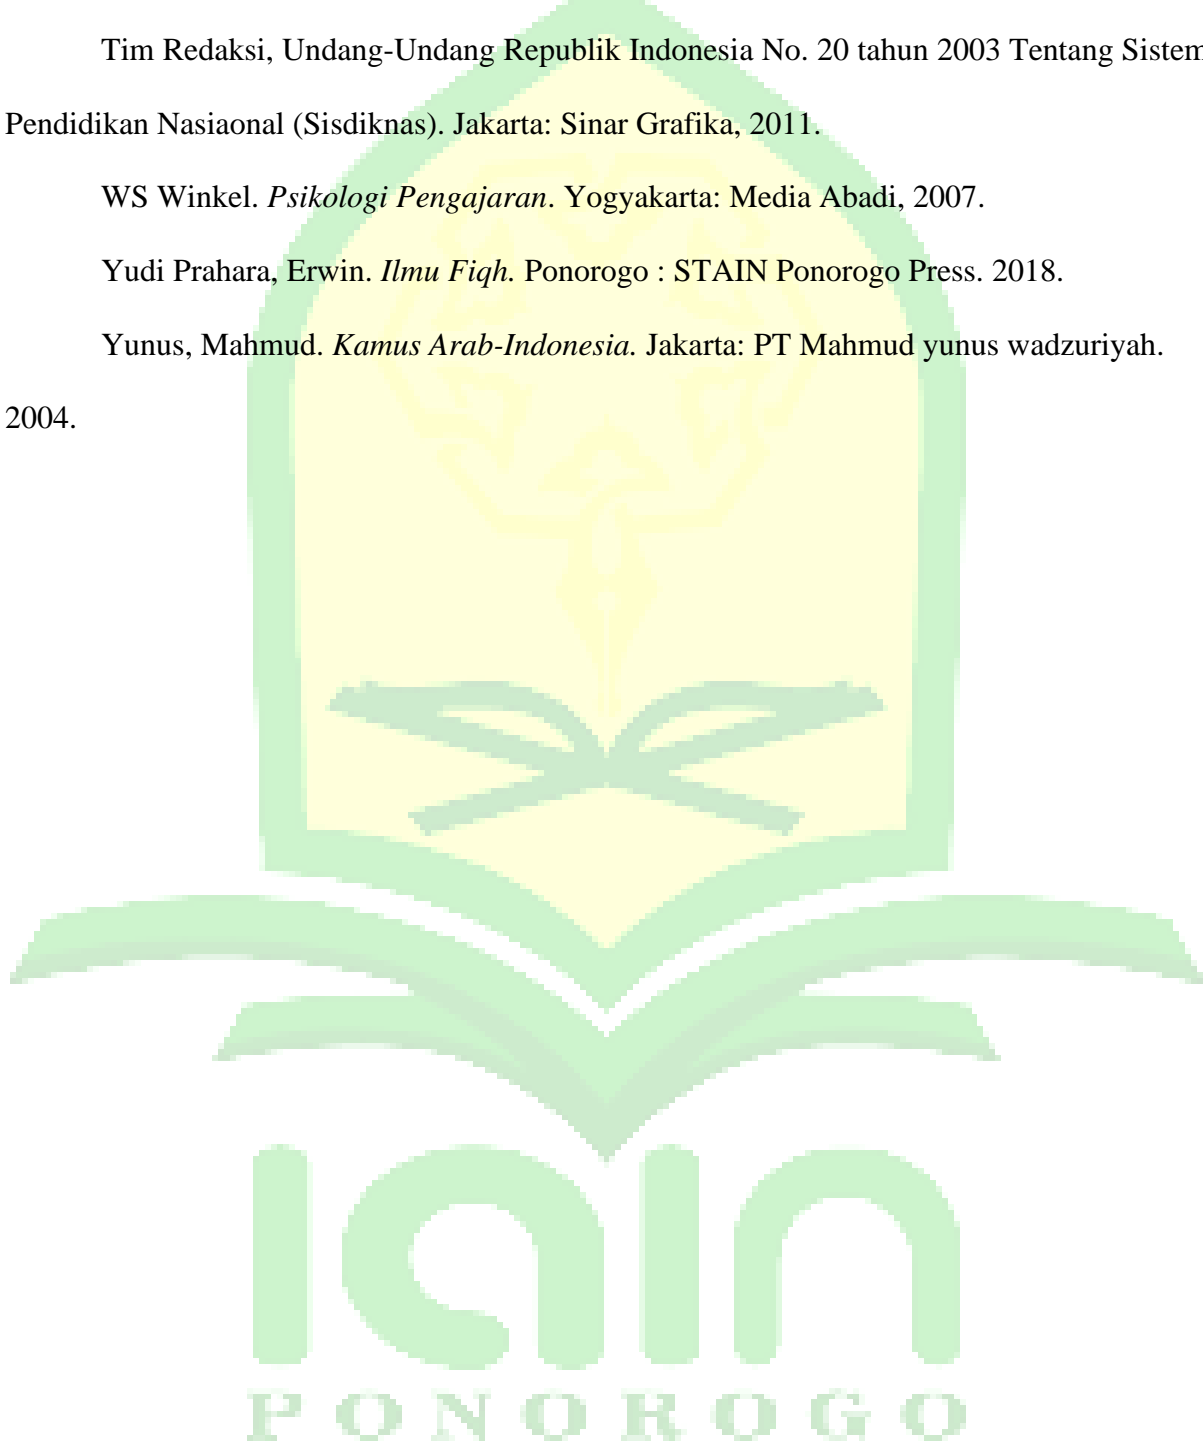 Tim Redaksi, Undang-Undang Republik Indonesia No. 20 tahun 2003 Tentang Sistem
Pendidikan Nasiaonal (Sisdiknas). Jakarta: Sinar Grafika, 2011.
WS Winkel. Psikologi Pengajaran. Yogyakarta: Media Abadi, 2007.
Yudi Prahara, Erwin. Ilmu Fiqh. Ponorogo : STAIN Ponorogo Press. 2018.
Yunus, Mahmud. Kamus Arab-Indonesia. Jakarta: PT Mahmud yunus wadzuriyah.
2004.
iain
PONOROGO